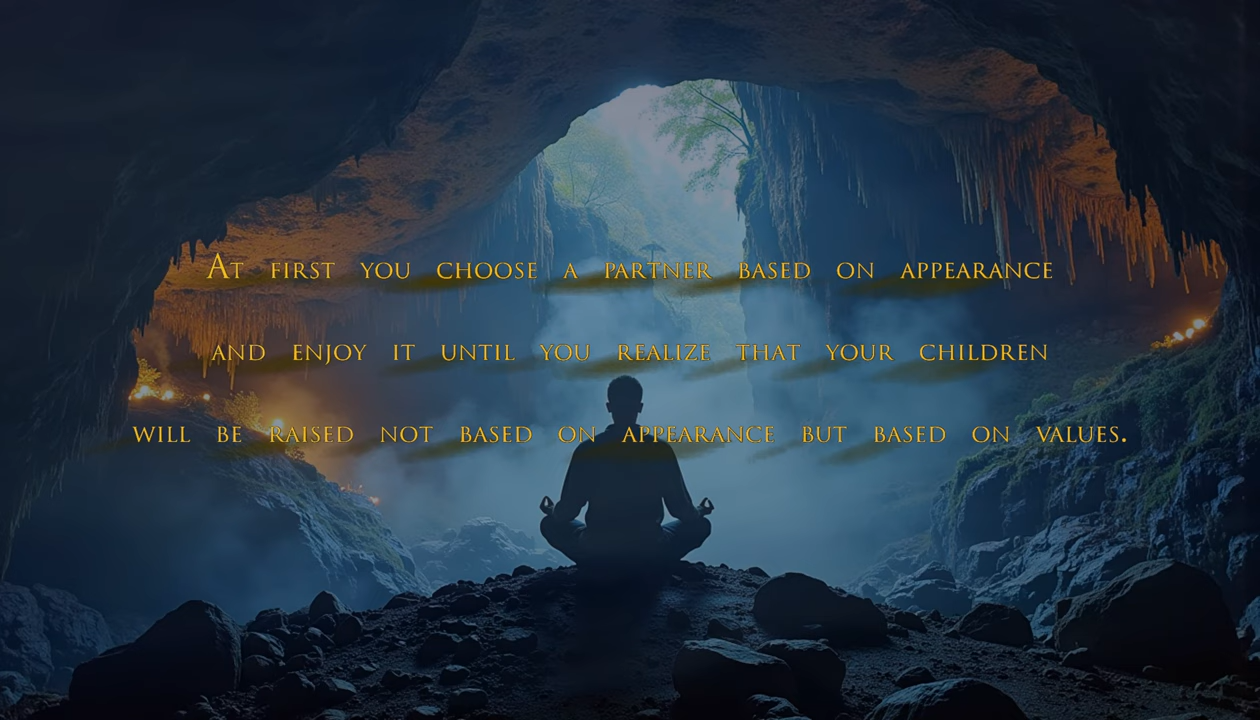 At first you choose a partner based on appearance
and enjoy it until you realize that your children
will be raised not based on appearance but based on values.